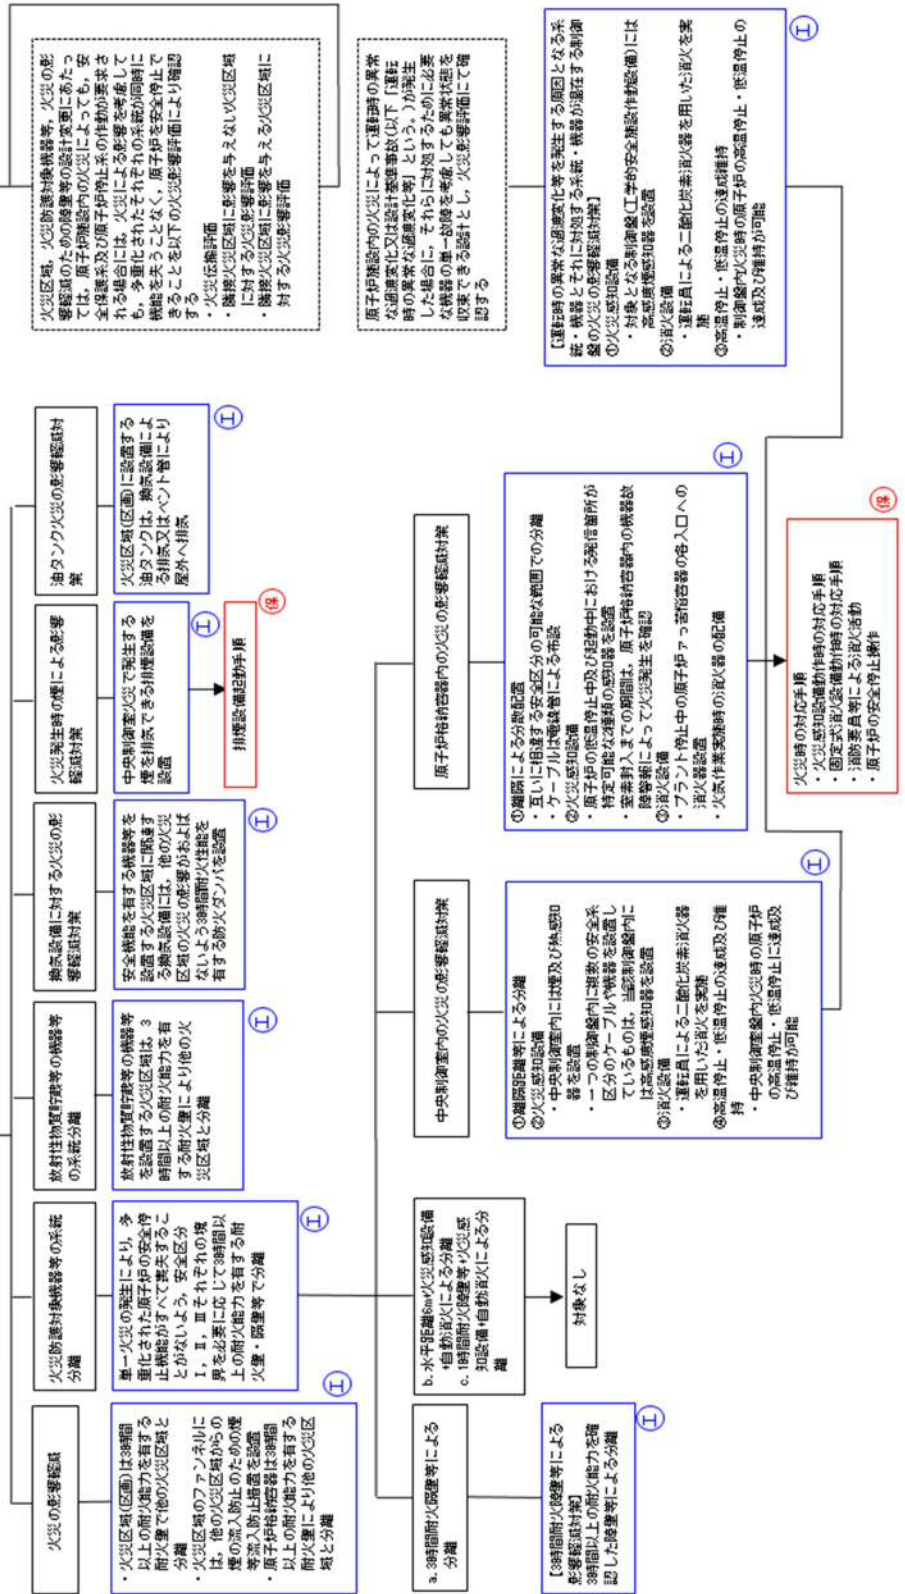 火災の影響軽減
・火災区域(区画)は3時間
以上の耐火能力を有する
耐火壁で他の火災区域と
分離
・火災区域のファンネルに
は,他の火災区域からの
煙の流入防止のための煙
等流入防止措置を設置
・原子炉格納容器は3時間
以上の耐火能力を有する
耐火壁により他の火災区
域と分離
工
火災防護対象機器等の系統
分離
単一火災の発生により,多
重化された原子炉の安全停
止機能がすべて喪失するこ
とがないよう,安全区分
Ⅰ,Ⅱ,Ⅲそれぞれの境
界を必要に応じて3時間以
上の耐火能力を有する耐
火壁・隔壁等で分離
工
放射性物質貯蔵等の機器等
の系統分離
放射性物質貯蔵等の機器等
を設置する火災区域は,3
時間以上の耐火能力を有
する耐火壁により他の火
災区域と分離
工
換気設備に対する火災の影
響軽減対策
安全機能を有する機器等を
設置する火災区域に関連す
る換気設備には,他の火災
区域の火災の影響がおよば
ないよう3時間耐火性能を
有する防火ダンパを設置
工
火災発生時の煙による影響
軽減対策
中央制御室火災で発生する
煙を排気できる排煙設備を
設置
工
排煙設備起動手順
保
油タンク火災の影響軽減対
策
火災区域(区画)に設置する
油タンクは,換気設備によ
る排気又はベント管により
屋外へ排気
工
火災区域,火災防護対象機器等,火災の影
響軽減のための隔壁等の設計変更にあたっ
ては,原子炉施設内の火災によっても,安
全保護系及び原子炉停止系の作動が要求さ
れる場合には,火災による影響を考慮して
も,多重化されたそれぞれの系統が同時に
機能を失うことなく,原子炉を安全停止で
きることを以下の火災影響評価により確認
する
・火災伝播評価
・隣接火災区域に影響を与えない火災区域
に対する火災影響評価
・隣接火災区域に影響を与える火災区域に
対する火災影響評価
a.3時間耐火隔壁等による
分離
【3時間耐火隔壁等による
影響軽減対策】
3時間以上の耐火能力を確
認した隔壁等による分離
工
b.水平距離6m+火災感知設備
+自動消火による分離
c.1時間耐火隔壁等+火災感
知設備+自動消火による分
離
対象なし
中央制御室内の火災の影響軽減対策
①離隔距離等による分離
②火災感知設備
・中央制御室内には煙及び熱感知
器を設置
・一つの制御盤内に複数の安全系
区分のケーブルや機器を設置し
ているものは,当該制御盤内に
は高感度煙感知器を設置
③消火設備
・運転員による二酸化炭素消火器
を用いた消火を実施
④高温停止・低温停止の達成及び維
持
・中央制御室盤内火災時の原子炉
の高温停止・低温停止に達成及
び維持が可能
工
原子炉格納容器内の火災の影響軽減対策
①離隔による分散配置
・互いに相違する安全区分の可能な範囲での分離
・ケーブルは電線管による布設
②火災感知設備
・原子炉の低温停止中及び起動中における発信箇所が
特定可能な2種類の感知器を設置
・窒素封入までの期間は,原子炉格納容器内の機器故
障警報によって火災発生を確認
③消火設備
・プラント停止中の原子炉アっ苦悩容器の各入口への
消火器設置
・火気作業実施時の消火器の配備
工
原子炉施設内の火災によって運転時の異常
な過渡変化又は設計基準事故(以下「運転
時の異常な過渡変化等」という。)が発生
した場合に,それらに対処するために必要
な機器の単一故障を考慮しても異常状態を
収束できる設計とし,火災影響評価にて確
認する
【運転時の異常な過渡変化等を発生する原因となる系
統・機器とそれに対処する系統・機器が混在する制御
盤の火災の影響軽減対策】
①火災感知設備
・対象となる制御盤(工学的安全施設作動設備)には
高感度煙感知器を設置
②消火設備
・運転員による二酸化炭素消火器を用いた消火を実
施
③高温停止・低温停止の達成維持
・制御盤内火災時の原子炉の高温停止・低温停止の
達成及び維持が可能
工
火災時の対応手順
・火災感知設備動作時の対応手順
・固定式消火設備動作時の対応手順
・消防要員等による消火活動
・原子炉の安全停止操作
保